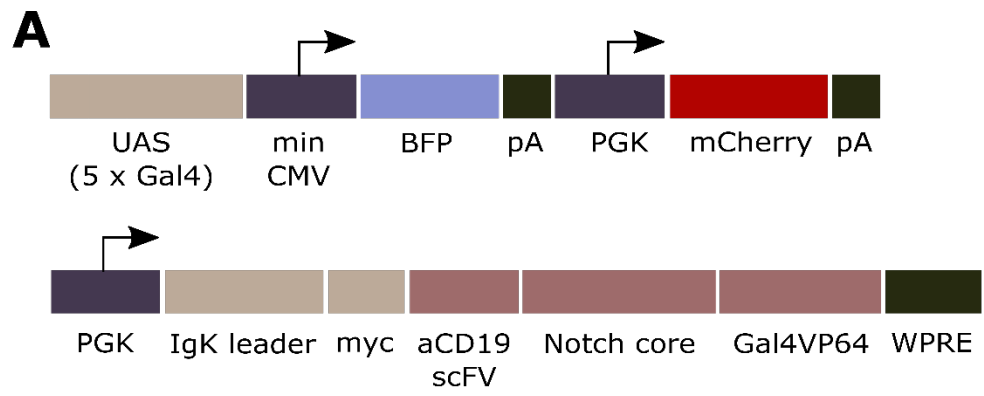 A
UAS min BFP pA PGK mCherry pA
(5 x Gal4) CMV
PGK IgK leader myc aCD19 Notch core Gal4VP64 WPRE
scFV